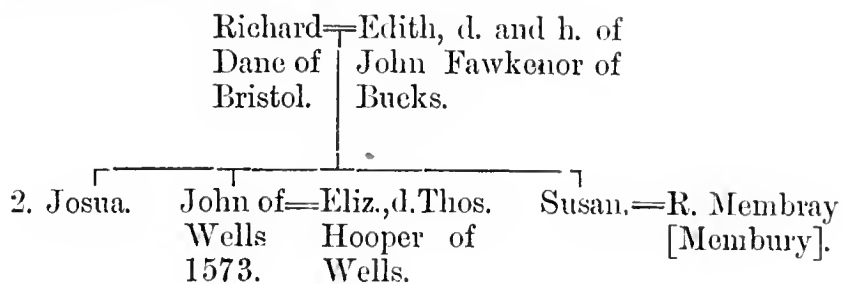 Richard=Edith, d. and h. of
Dane of John Fawkenor of
Bristol. Bucks.
2. Josua. John of=Eliz., d. Thos. Susan.=R. Membray
Wells Hooper of [Membury].
1573. Wells.